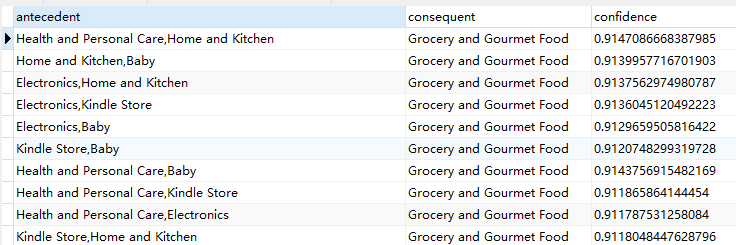 antecedent consequent confidence
Health and Personal Care,Home and Kitchen Grocery and Gourmet Food 0.9147086668387985
Home and Kitchen,Baby Grocery and Gourmet Food 0.9139957716701903
Electronics,Home and Kitchen Grocery and Gourmet Food 0.9137562974980787
Electronics,Kindle Store Grocery and Gourmet Food 0.9136045120492223
Electronics,Baby Grocery and Gourmet Food 0.9129659505816422
Kindle Store,Baby Grocery and Gourmet Food 0.9120748299319728
Health and Personal Care,Baby Grocery and Gourmet Food 0.9143756915482169
Health and Personal Care,Kindle Store Grocery and Gourmet Food 0.911865864144454
Health and Personal Care,Electronics Grocery and Gourmet Food 0.9117875312580​84
Kindle Store,Home and Kitchen Grocery and Gourmet Food 0.9118048447628796